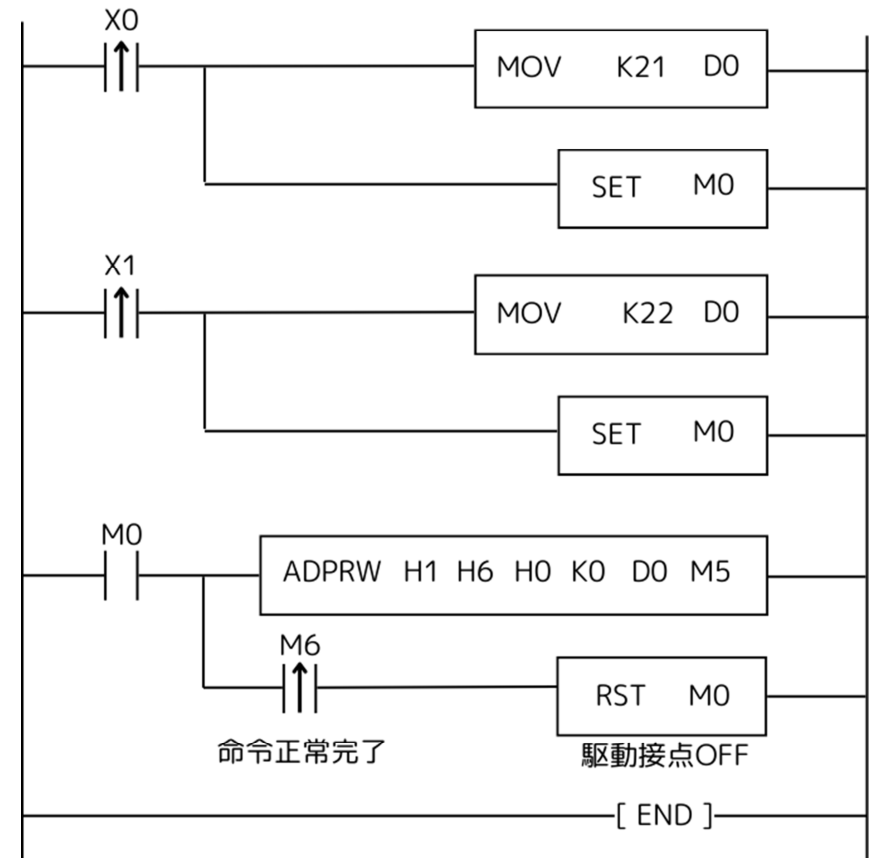 X0
MOV K21 D0
SET M0
X1
MOV K22 D0
SET M0
M0
ADPRW H1 H6 H0 K0 D0 M5
M6
RST M0
命令正常完了
駆動接点OFF
[ END ]